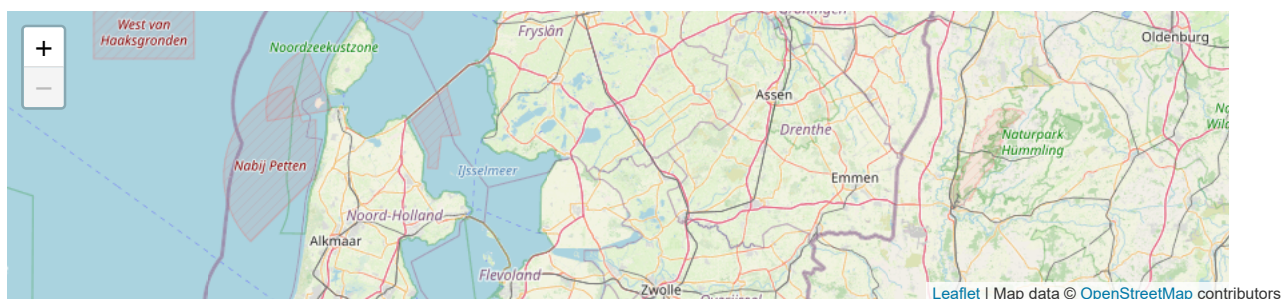 West van
Haaksgronden
+
−
Noordzeekustzone
Fryslân
Oldenburg
Assen
Drenthe
Naturpark
Hümmling
Nabij Petten
IJsselmeer
Emmen
Noord-Holland
Alkmaar
Flevoland
Zwolle
Leaflet | Map data © OpenStreetMap contributors